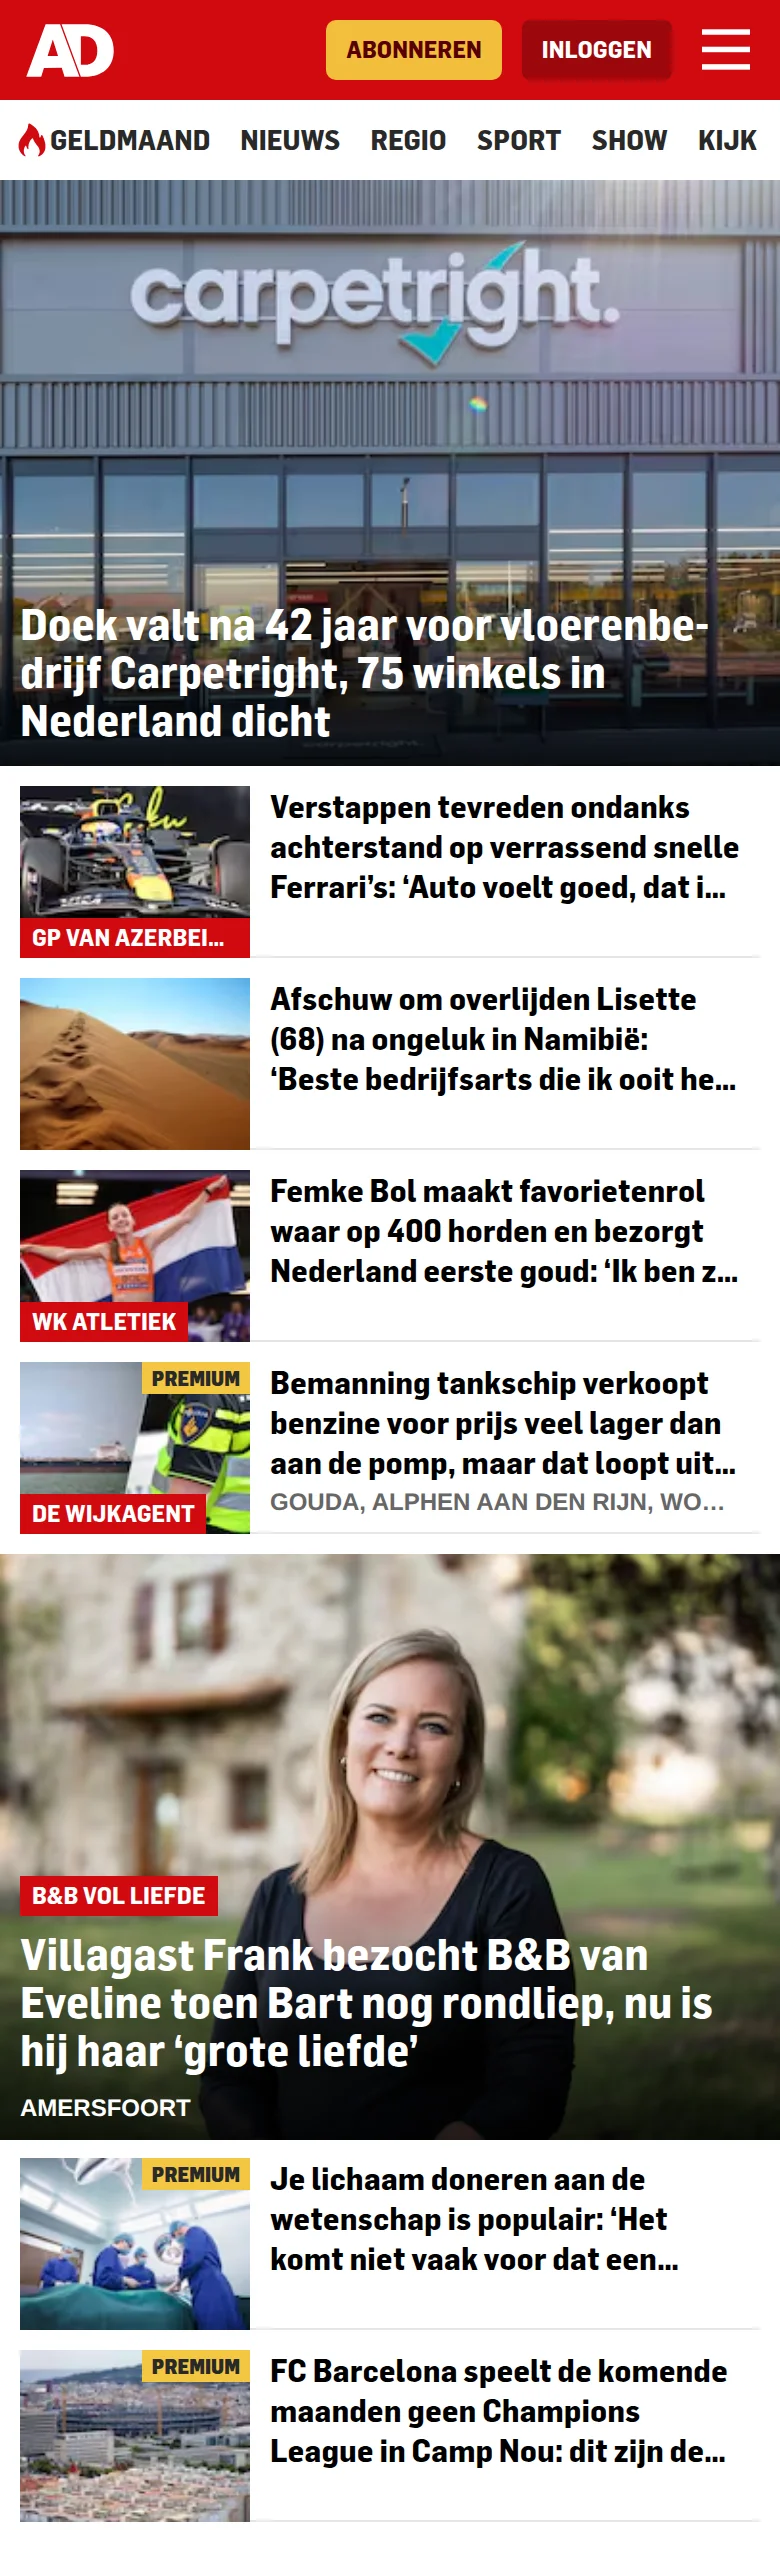 AD
ABONNEREN
INLOGGEN
GELDMAAND NIEUWS REGIO SPORT SHOW KIJK
carpetright.
Doek valt na 42 jaar voor vloerenbe-
drijf Carpetright, 75 winkels in
Nederland dicht
GP VAN AZERBEI...
Verstappen tevreden ondanks
achterstand op verrassend snelle
Ferrari's: ‘Auto voelt goed, dat i...
Afschuw om overlijden Lisette
(68) na ongeluk in Namibië:
‘Beste bedrijfsarts die ik ooit he...
WK ATLETIEK
Femke Bol maakt favorietenrol
waar op 400 horden en bezorgt
Nederland eerste goud: ‘Ik ben z...
PREMIUM
DE WIJKAGENT
Bemanning tankschip verkoopt
benzine voor prijs veel lager dan
aan de pomp, maar dat loopt uit...
GOUDA, ALPHEN AAN DEN RIJN, WO...
B&B VOL LIEFDE
Villagast Frank bezocht B&B van
Eveline toen Bart nog rondliep, nu is
hij haar ‘grote liefde’
AMERSFOORT
PREMIUM
Je lichaam doneren aan de
wetenschap is populair: ‘Het
komt niet vaak voor dat een...
PREMIUM
FC Barcelona speelt de komende
maanden geen Champions
League in Camp Nou: dit zijn de...